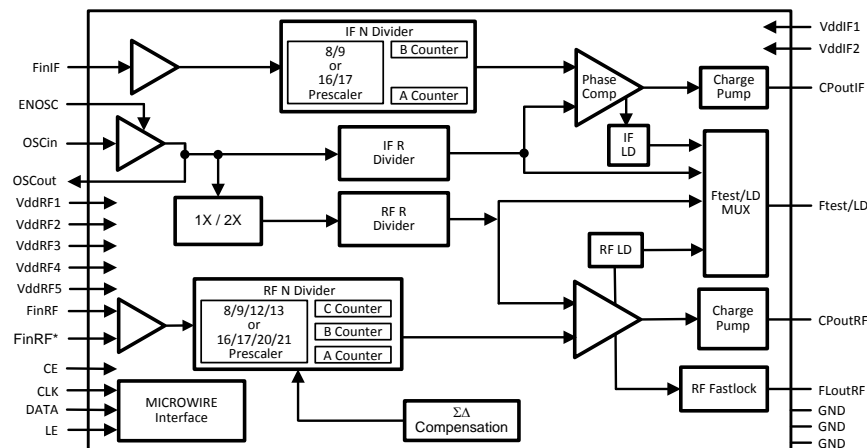 IF N Divider
8/9
or
16/17
Prescaler
B Counter
A Counter
VddIF1
VddIF2
FinIF
Phase
Comp
Charge
Pump
CPoutIF
ENOSC
OSCin
OSCout
IF R
Divider
IF
LD
1X / 2X
RF R
Divider
Ftest/LD
MUX
Ftest/LD
RF LD
VddRF1
VddRF2
VddRF3
VddRF4
VddRF5
FinRF
FinRF*
RF N Divider
8/9/12/13
or
16/17/20/21
Prescaler
C Counter
B Counter
A Counter
Charge
Pump
CPoutRF
CE
CLK
DATA
LE
MICROWIRE
Interface
ΣΔ
Compensation
RF Fastlock
FLoutRF
GND
GND
GND